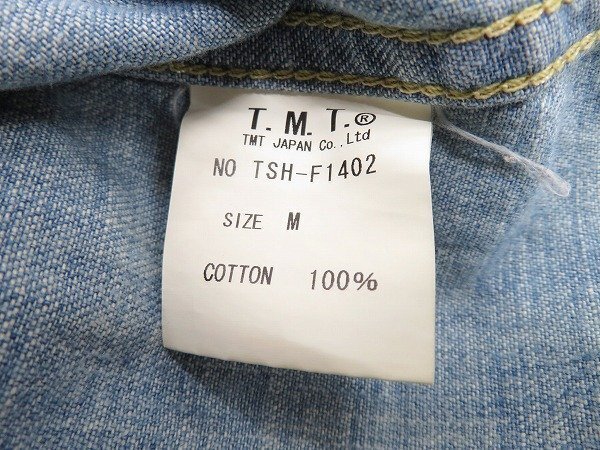 T. M. T.®
TMT JAPAN Co.,Ltd
NO TSH-F1402
SIZE M
COTTON 100%